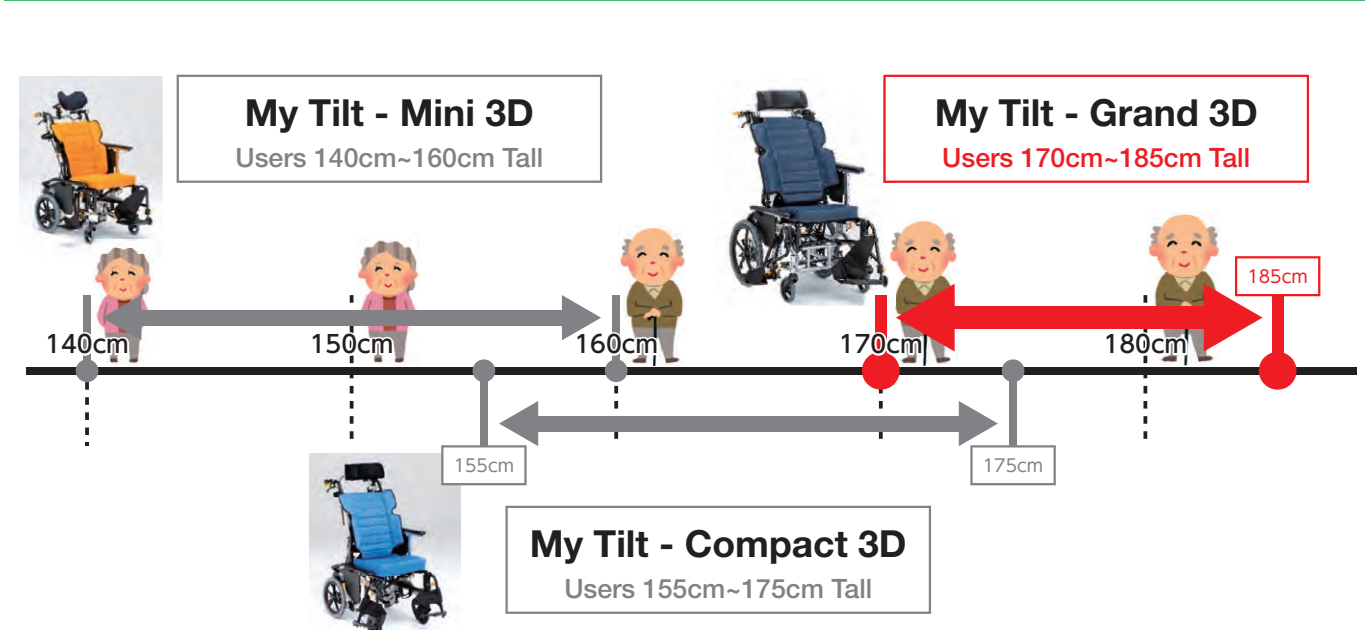 My Tilt - Mini 3D
Users 140cm~160cm Tall
My Tilt - Grand 3D
Users 170cm~185cm Tall
185cm
140cm
150cm
160cm
170cm
180cm
155cm
175cm
My Tilt - Compact 3D
Users 155cm~175cm Tall